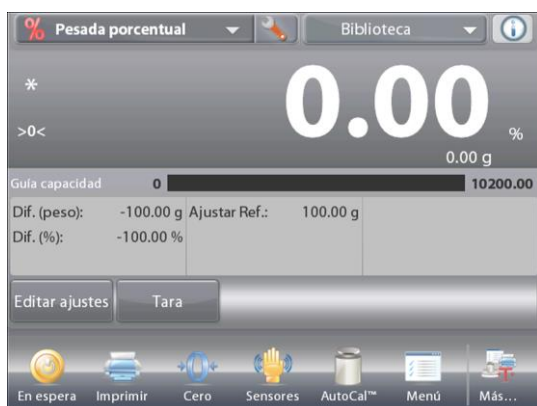 % Pesada porcentual Biblioteca i
*
0.00 %
>0<
0.00 g
Guía capacidad 0 10200.00
Dif. (peso): -100.00 g Ajustar Ref.: 100.00 g
Dif. (%): -100.00 %
Editar ajustes Tara
En espera Imprimir Cero Sensores AutoCal™ Menú Más...